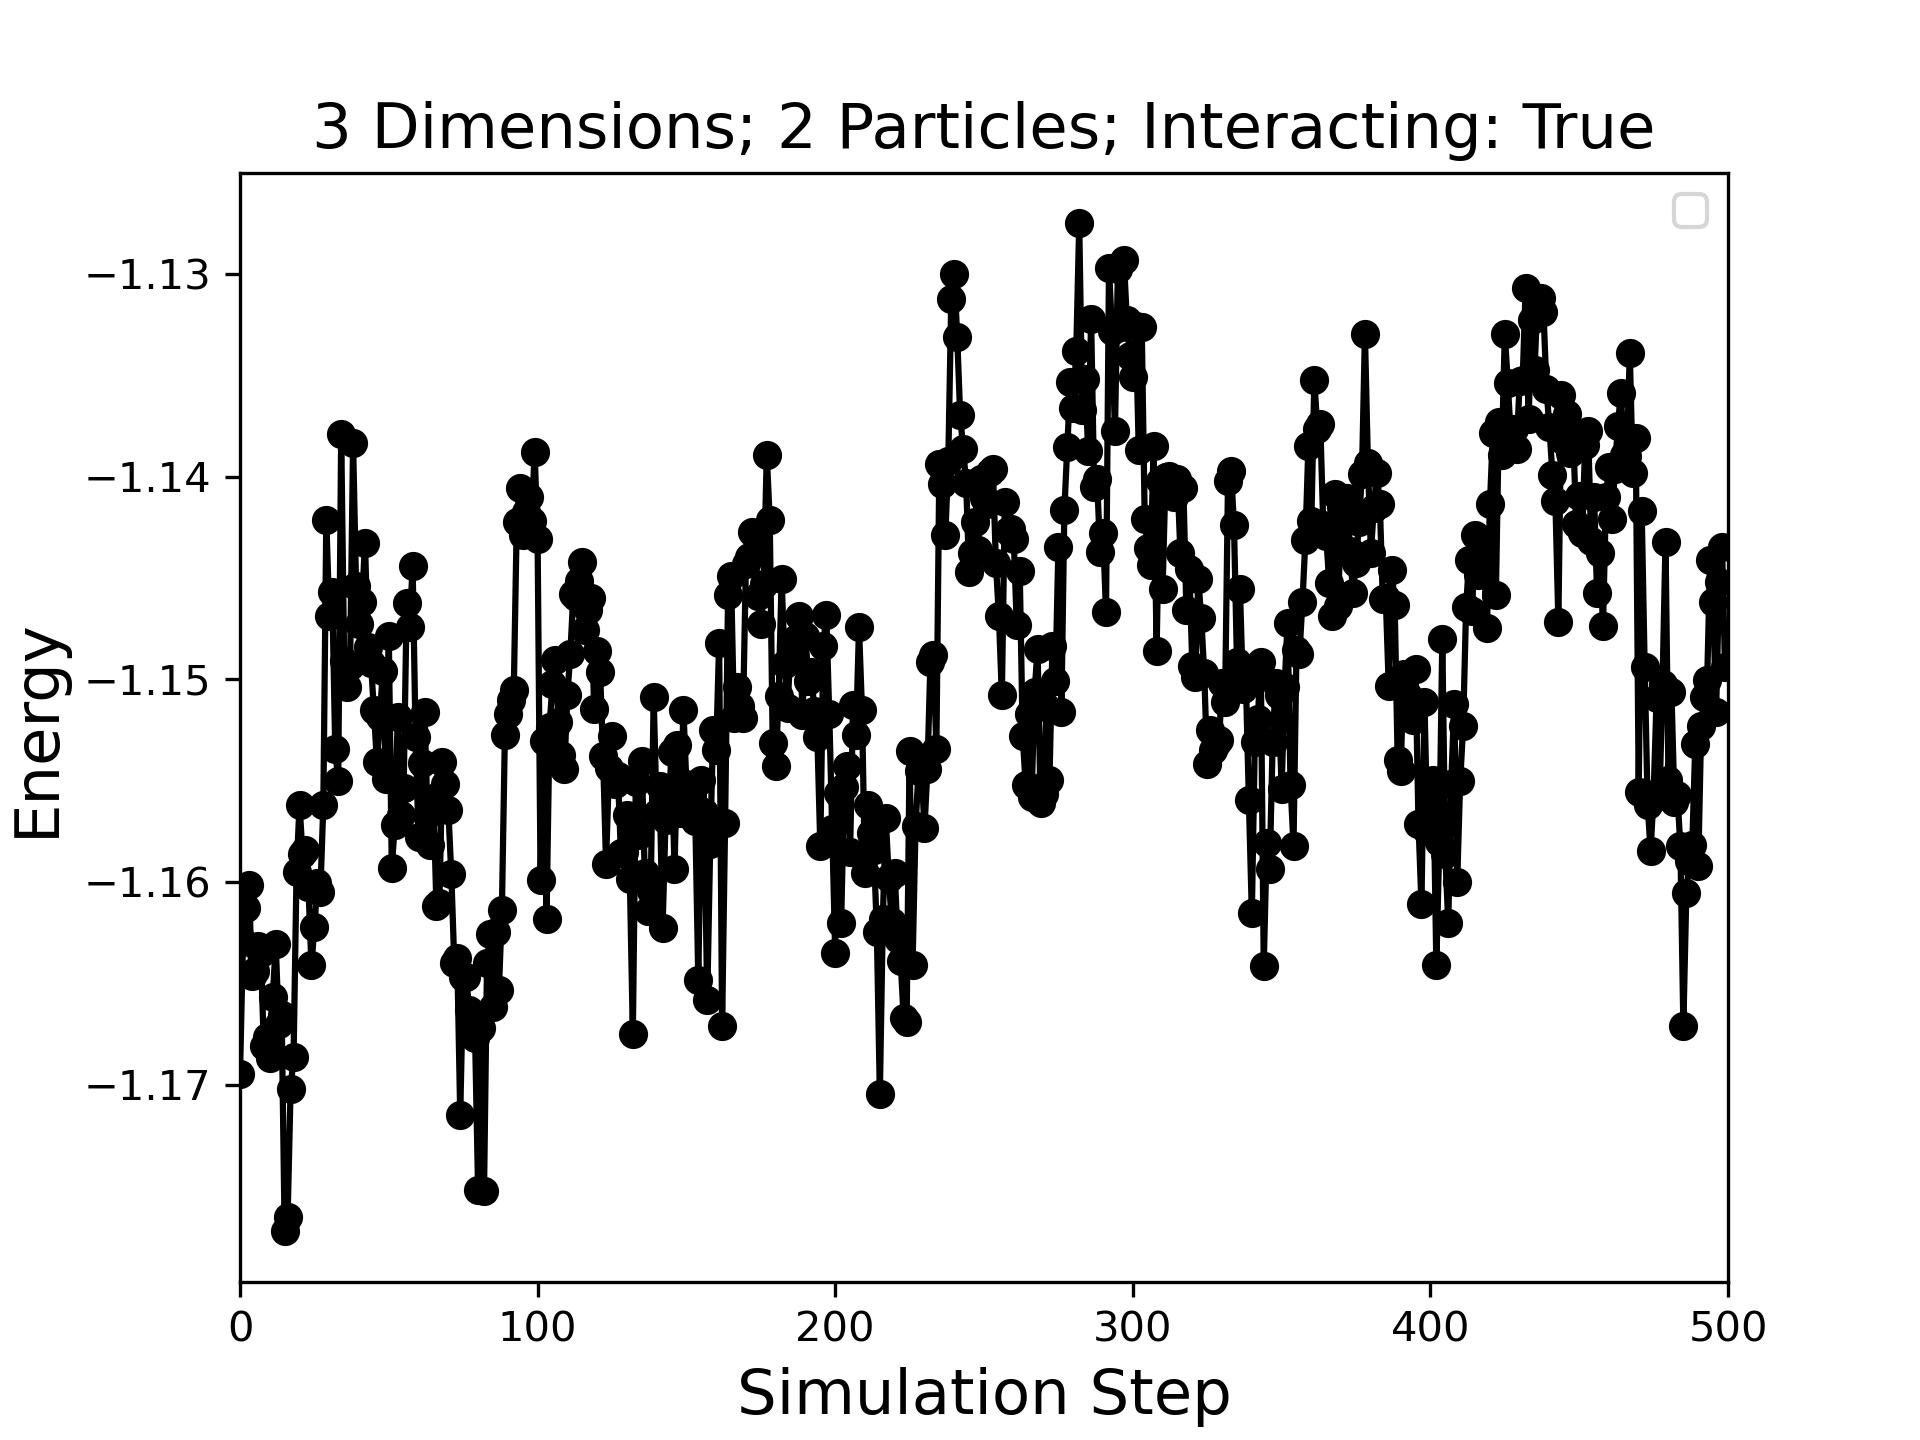 3 Dimensions; 2 Particles; Interacting: True
Energy
−1.13
−1.14
−1.15
−1.16
−1.17
0 100 200 300 400 500
Simulation Step